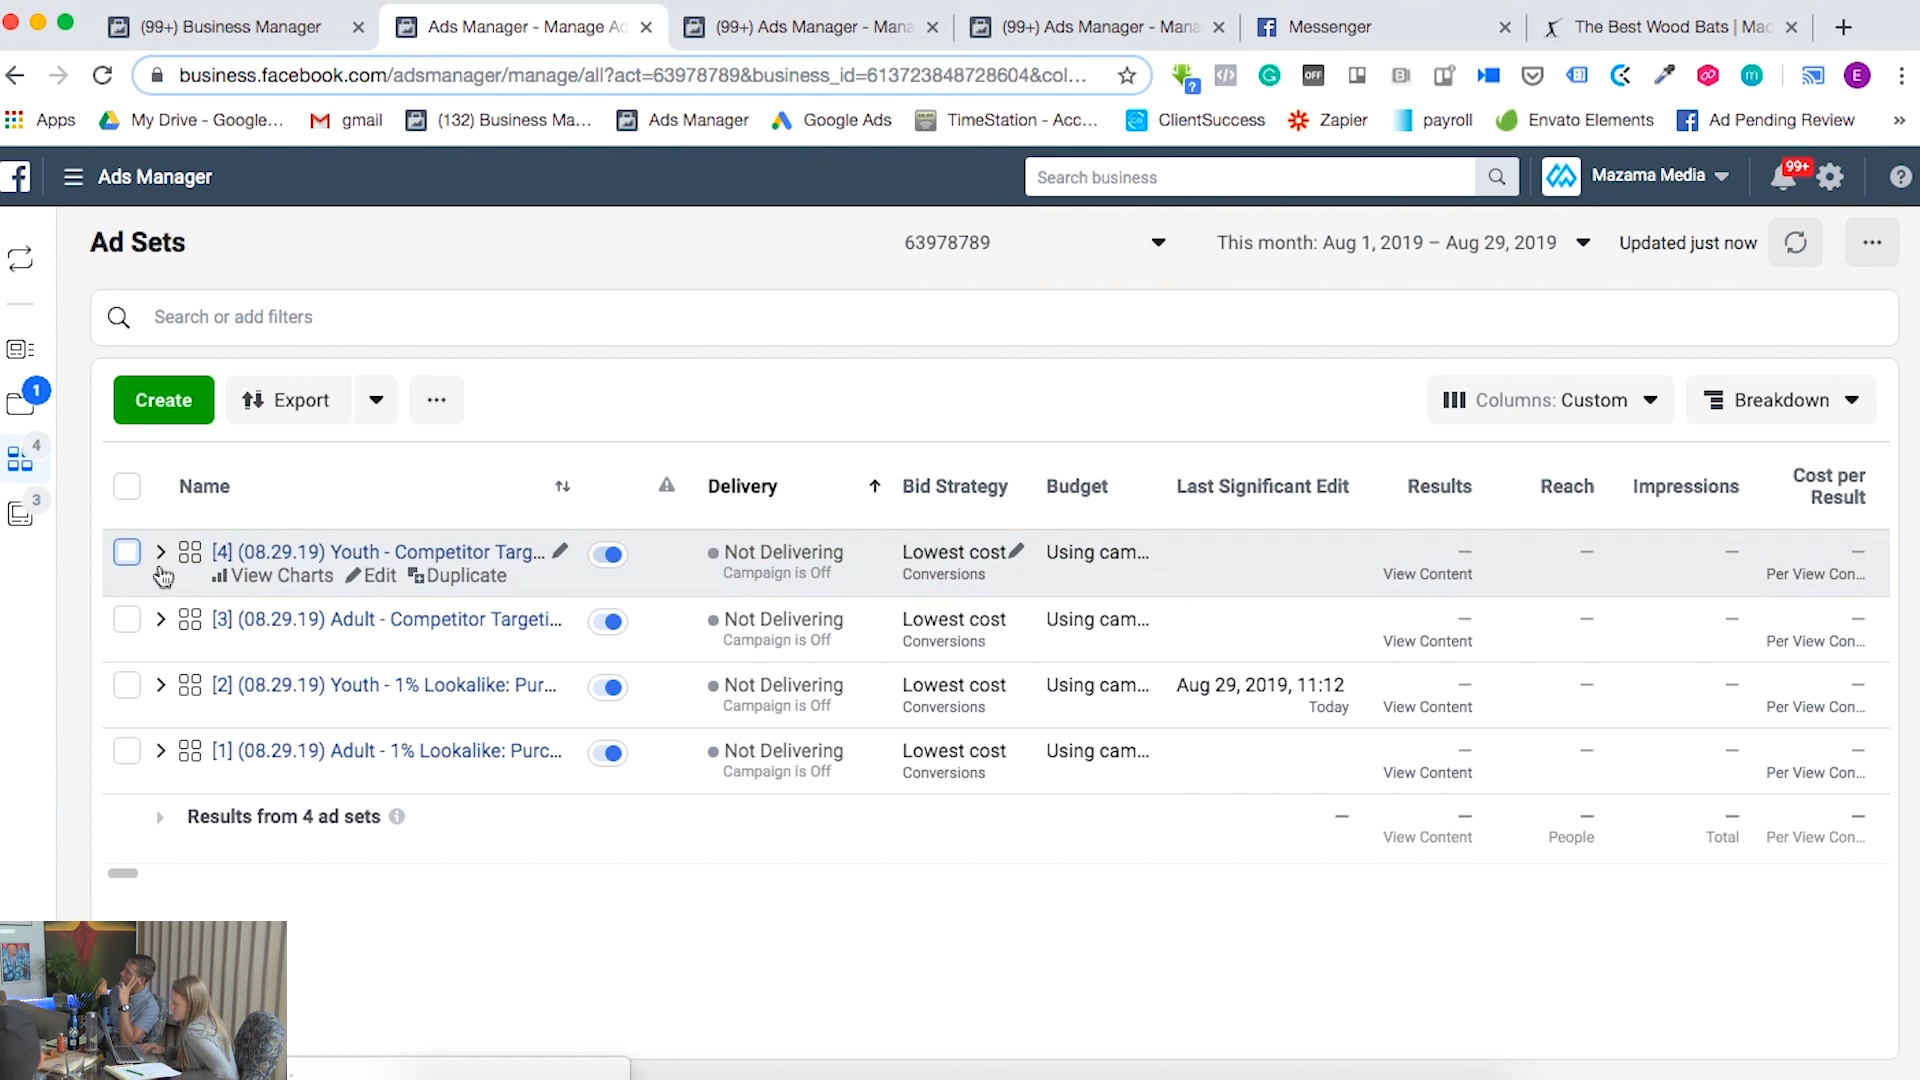 (99+) Business Manager
Ads Manager - Manage Ad
(99+) Ads Manager - Mana
(99+) Ads Manager - Mana
Messenger
The Best Wood Bats | Mac
business.facebook.com/adsmanager/manage/all?act=63978789&business_id=613723848728604&col...
OFF
m
E
Apps
My Drive - Google...
gmail
(132) Business Ma...
Ads Manager
Google Ads
TimeStation - Acc...
ClientSuccess
Zapier
payroll
Envato Elements
Ad Pending Review
»
Ads Manager
Search business
Mazama Media
99+
Ad Sets
63978789
This month: Aug 1, 2019 – Aug 29, 2019
Updated just now
Search or add filters
1
4
3
Create
Export
Columns: Custom
Breakdown
Name
Delivery
Bid Strategy
Budget
Last Significant Edit
Results
Reach
Impressions
Cost per Result
[4] (08.29.19) Youth - Competitor Targ...
Not Delivering
Lowest cost
Using cam...
—
—
—
—
View Charts
Edit
Duplicate
Campaign is Off
Conversions
View Content
Per View Con...
[3] (08.29.19) Adult - Competitor Targeti...
Not Delivering
Lowest cost
Using cam...
—
—
—
—
Campaign is Off
Conversions
View Content
Per View Con...
[2] (08.29.19) Youth - 1% Lookalike: Pur...
Not Delivering
Lowest cost
Using cam...
Aug 29, 2019, 11:12
—
—
—
—
Campaign is Off
Conversions
Today
View Content
Per View Con...
[1] (08.29.19) Adult - 1% Lookalike: Purc...
Not Delivering
Lowest cost
Using cam...
—
—
—
—
Campaign is Off
Conversions
View Content
Per View Con...
Results from 4 ad sets
—
—
—
—
—
View Content
People
Total
Per View Con...